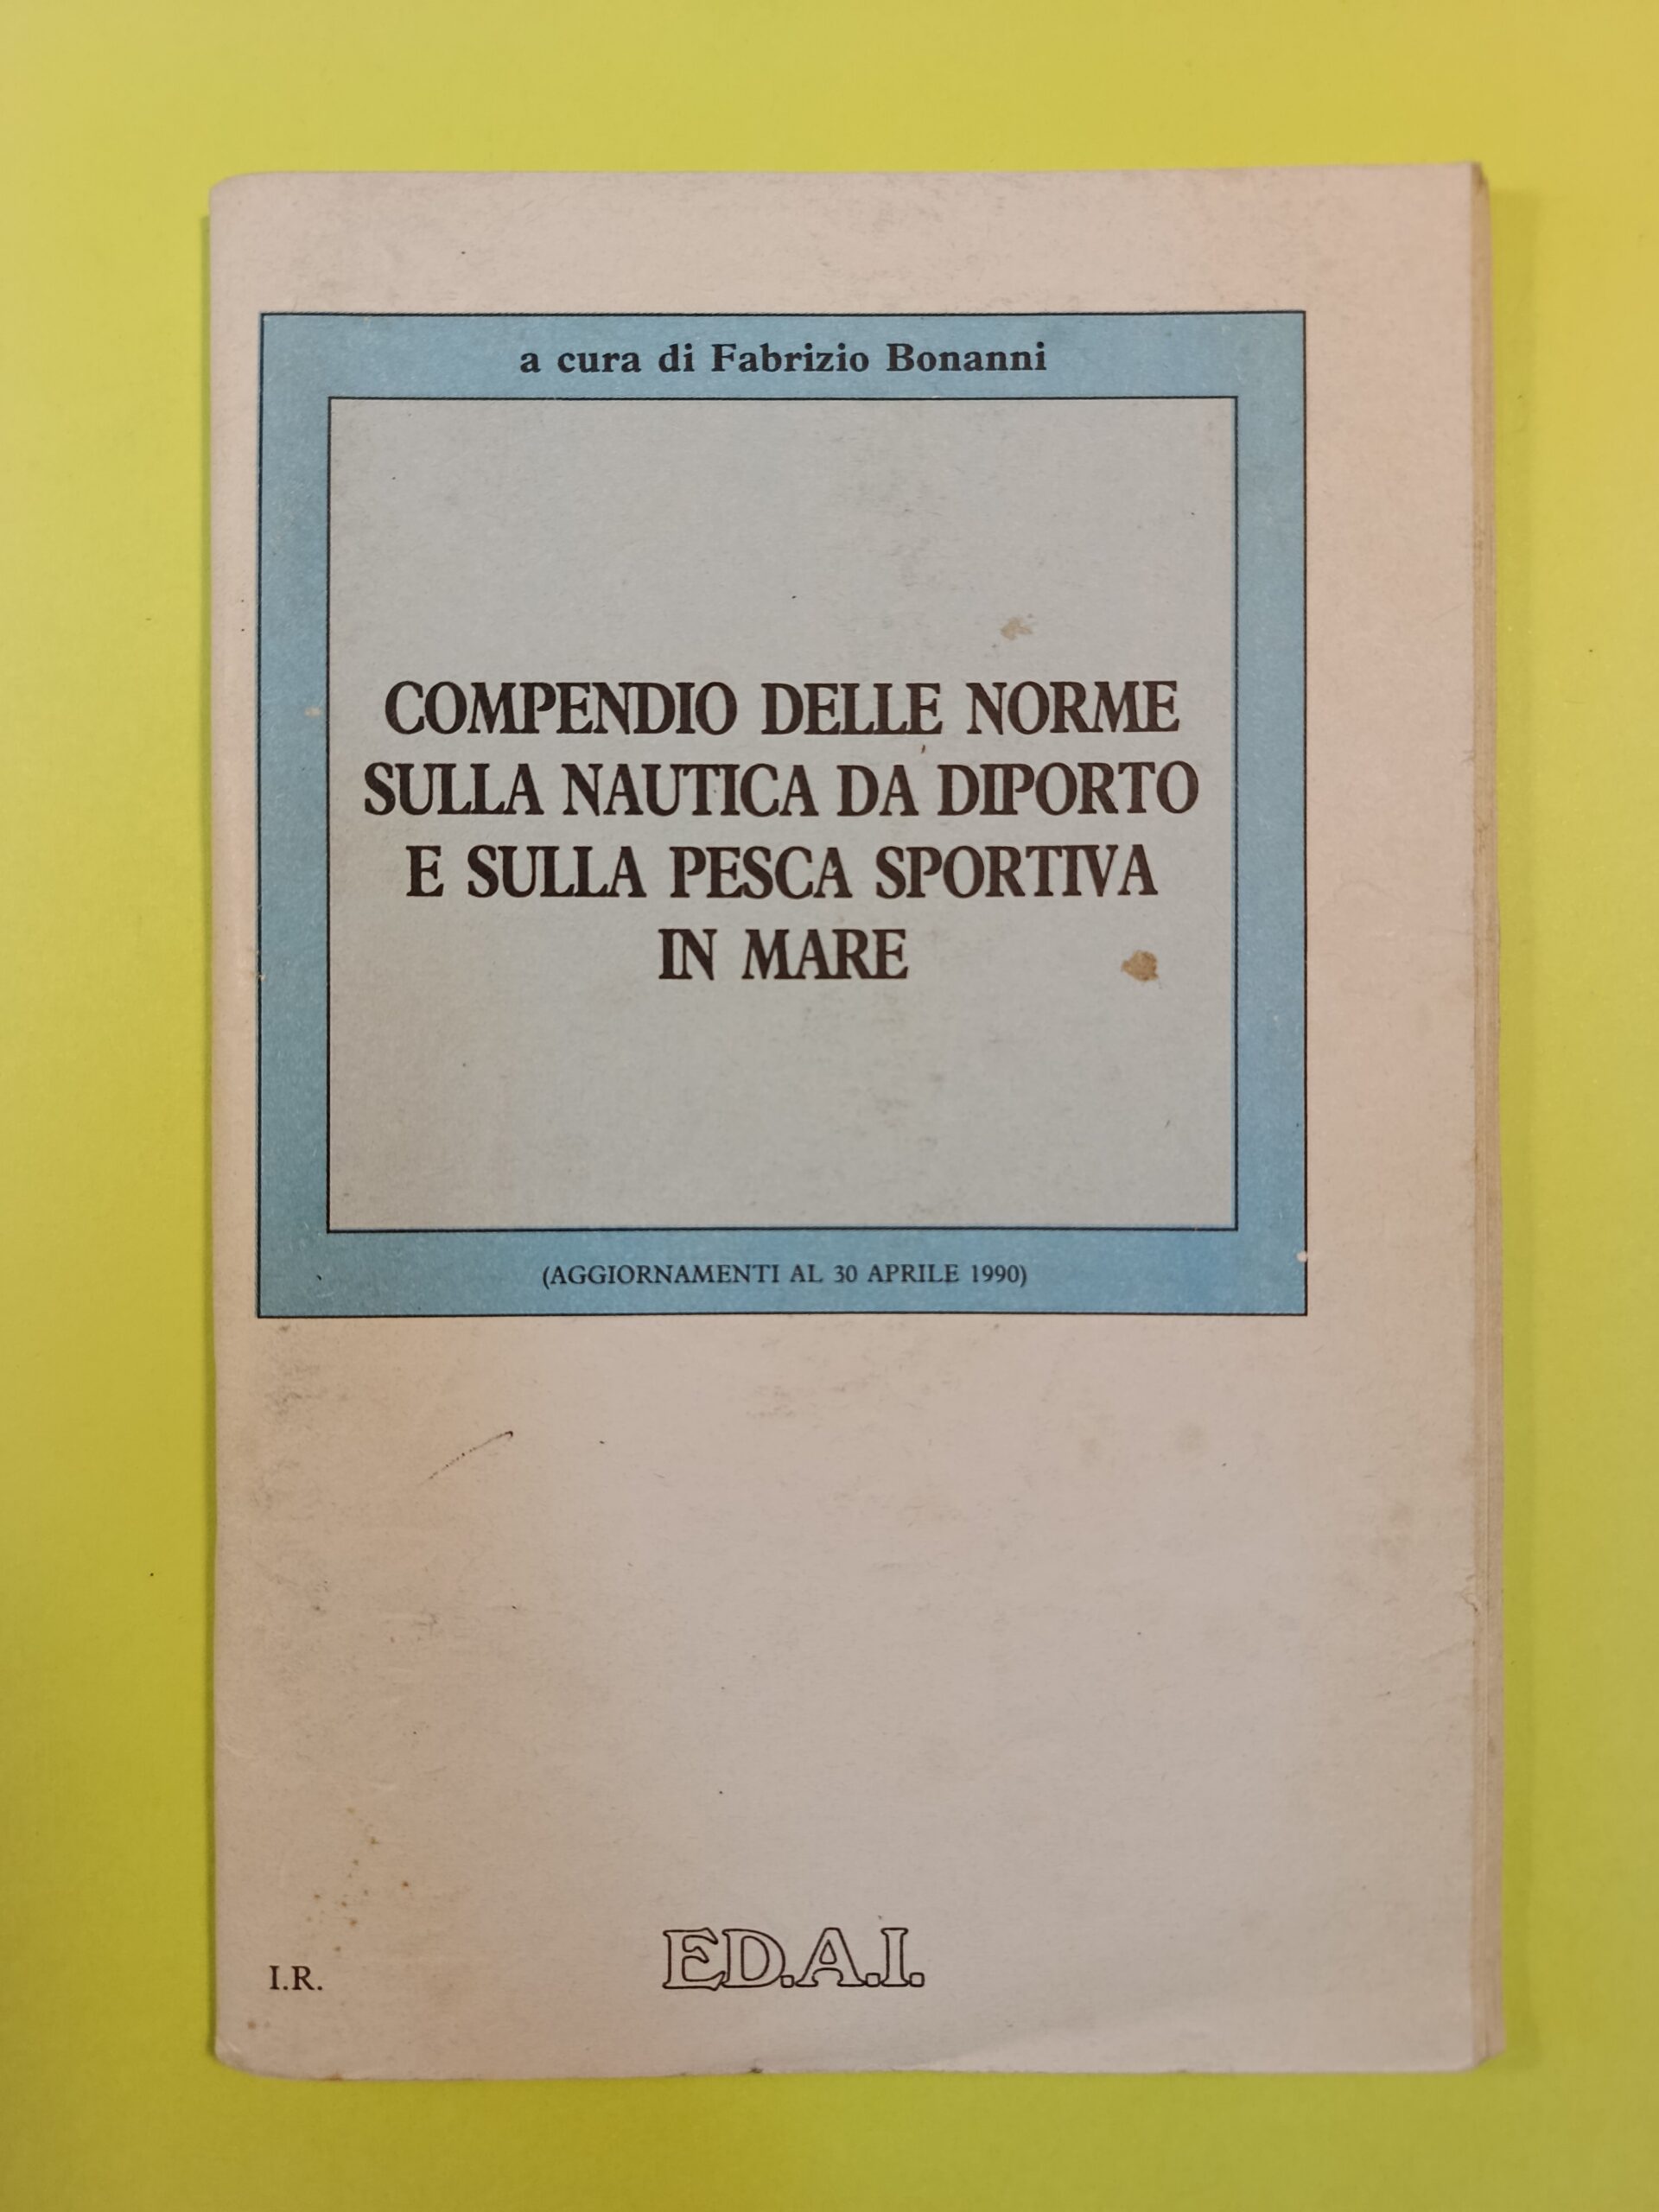 a cura di Fabrizio Bonanni
COMPENDIO DELLE NORME
SULLA NAUTICA DA DIPORTO
E SULLA PESCA SPORTIVA
IN MARE
(AGGIORNAMENTI AL 30 APRILE 1990)
I.R.
ED.A.I.